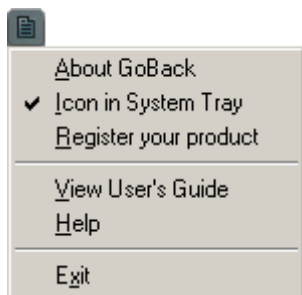 About GoBack
Icon in System Tray
Register your product
View User's Guide
Help
Exit